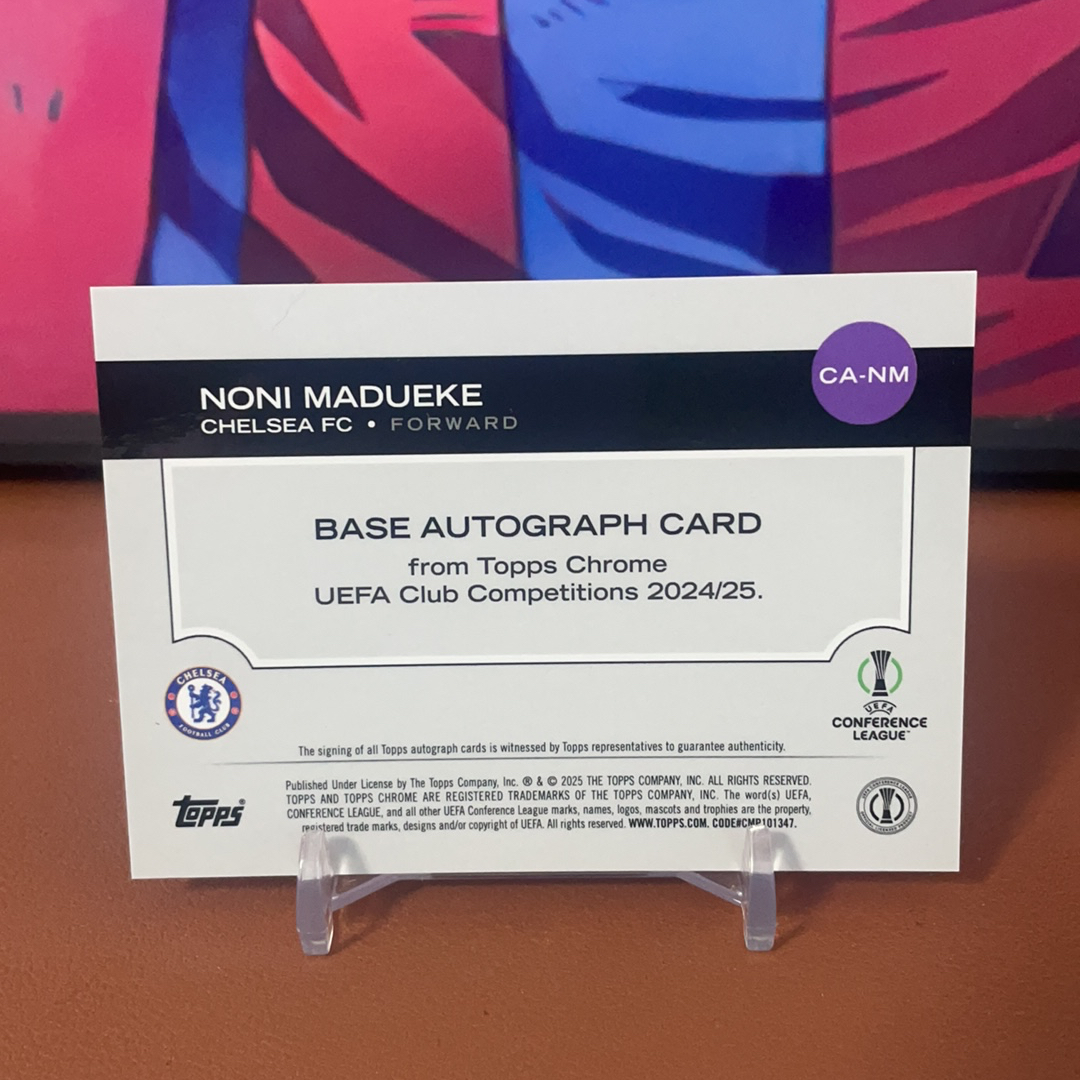 CA-NM
NONI MADUEKE
CHELSEA FC • FORWARD
BASE AUTOGRAPH CARD
from Topps Chrome
UEFA Club Competitions 2024/25.
CHELSEA
FOOTBALL CLUB
UEFA
CONFERENCE
LEAGUE™
The signing of all Topps autograph cards is witnessed by Topps representatives to guarantee authenticity.
topps®
Published Under License by The Topps Company, Inc. ® & © 2025 THE TOPPS COMPANY, INC. ALL RIGHTS RESERVED.
TOPPS AND TOPPS CHROME ARE REGISTERED TRADEMARKS OF THE TOPPS COMPANY, INC. The word(s) UEFA,
CONFERENCE LEAGUE, and all other UEFA Conference League marks, names, logos, mascots and trophies are the property,
registered trade marks, designs and/or copyright of UEFA. All rights reserved. WWW.TOPPS.COM. CODE#CMP101347.